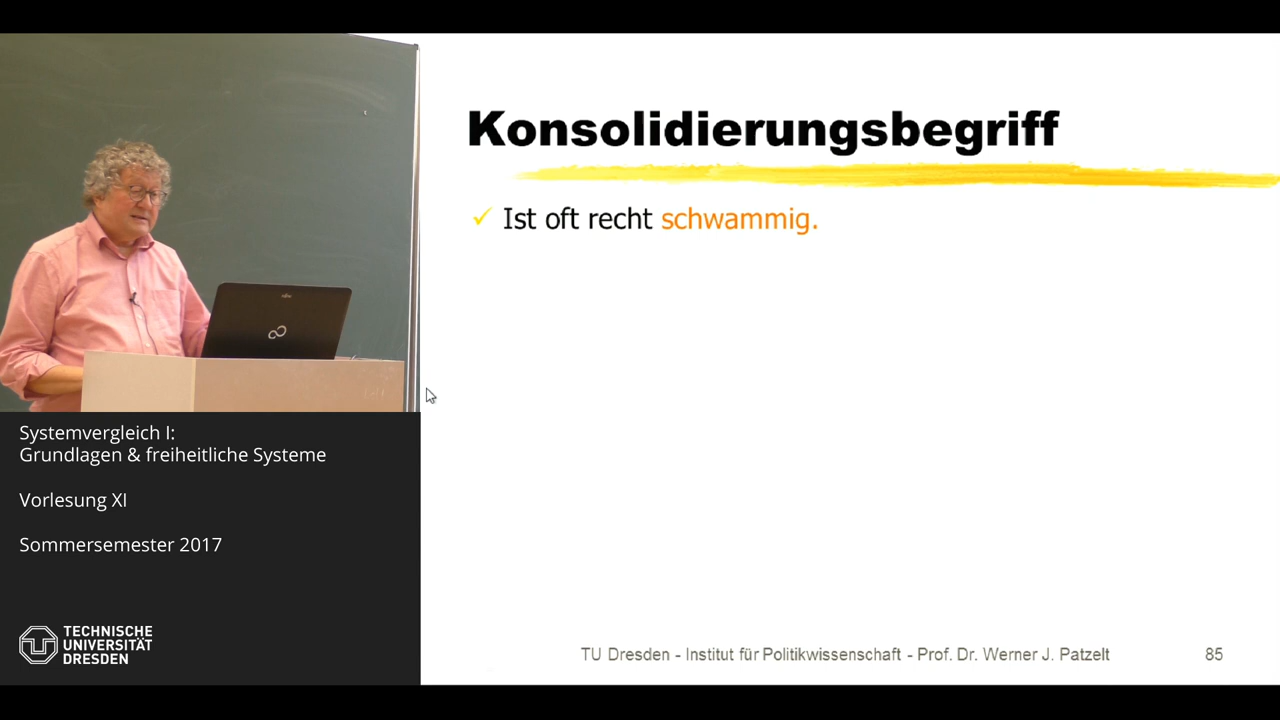 Konsolidierungsbegriff
Ist oft recht schwammig.
Systemvergleich I:
Grundlagen & freiheitliche Systeme
Vorlesung XI
Sommersemester 2017
TECHNISCHE
UNIVERSITÄT
DRESDEN
TU Dresden - Institut für Politikwissenschaft - Prof. Dr. Werner J. Patzelt
85